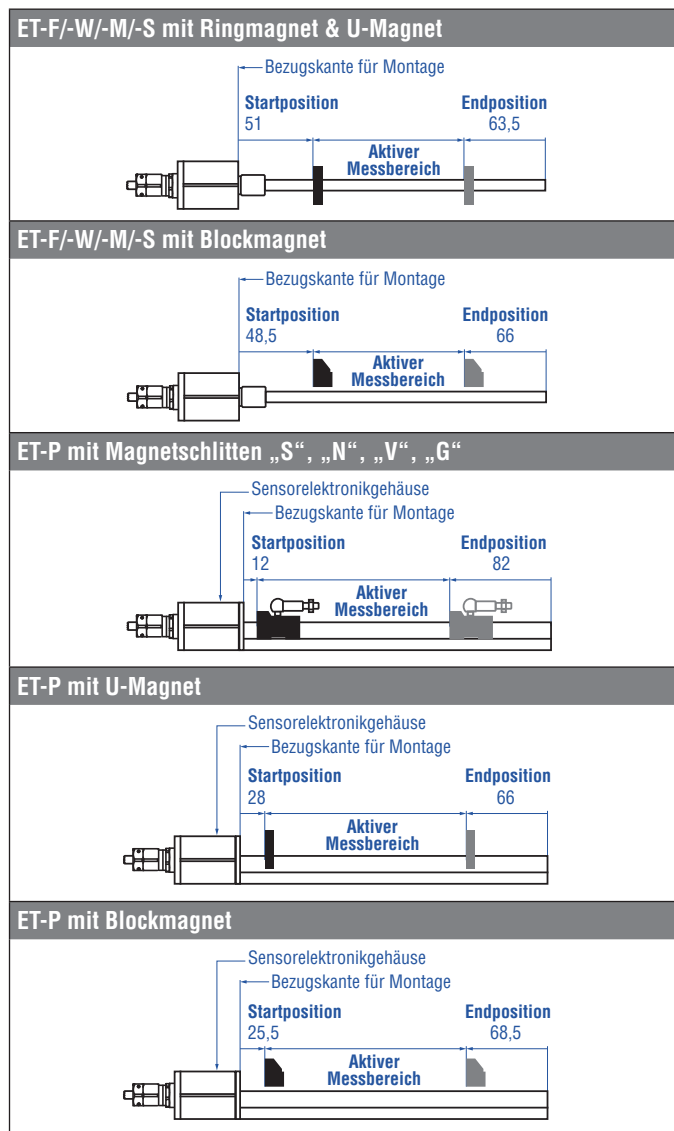 ET-F/-W/-M/-S mit Ringmagnet & U-Magnet
Bezugskante für Montage
Startposition
51
Endposition
63,5
Aktiver
Messbereich
ET-F/-W/-M/-S mit Blockmagnet
Bezugskante für Montage
Startposition
48,5
Endposition
66
Aktiver
Messbereich
ET-P mit Magnetschlitten „S“, „N“, „V“, „G“
Sensorelektronikgehäuse
Bezugskante für Montage
Startposition
12
Endposition
82
Aktiver
Messbereich
ET-P mit U-Magnet
Sensorelektronikgehäuse
Bezugskante für Montage
Startposition
28
Endposition
66
Aktiver
Messbereich
ET-P mit Blockmagnet
Sensorelektronikgehäuse
Bezugskante für Montage
Startposition
25,5
Endposition
68,5
Aktiver
Messbereich